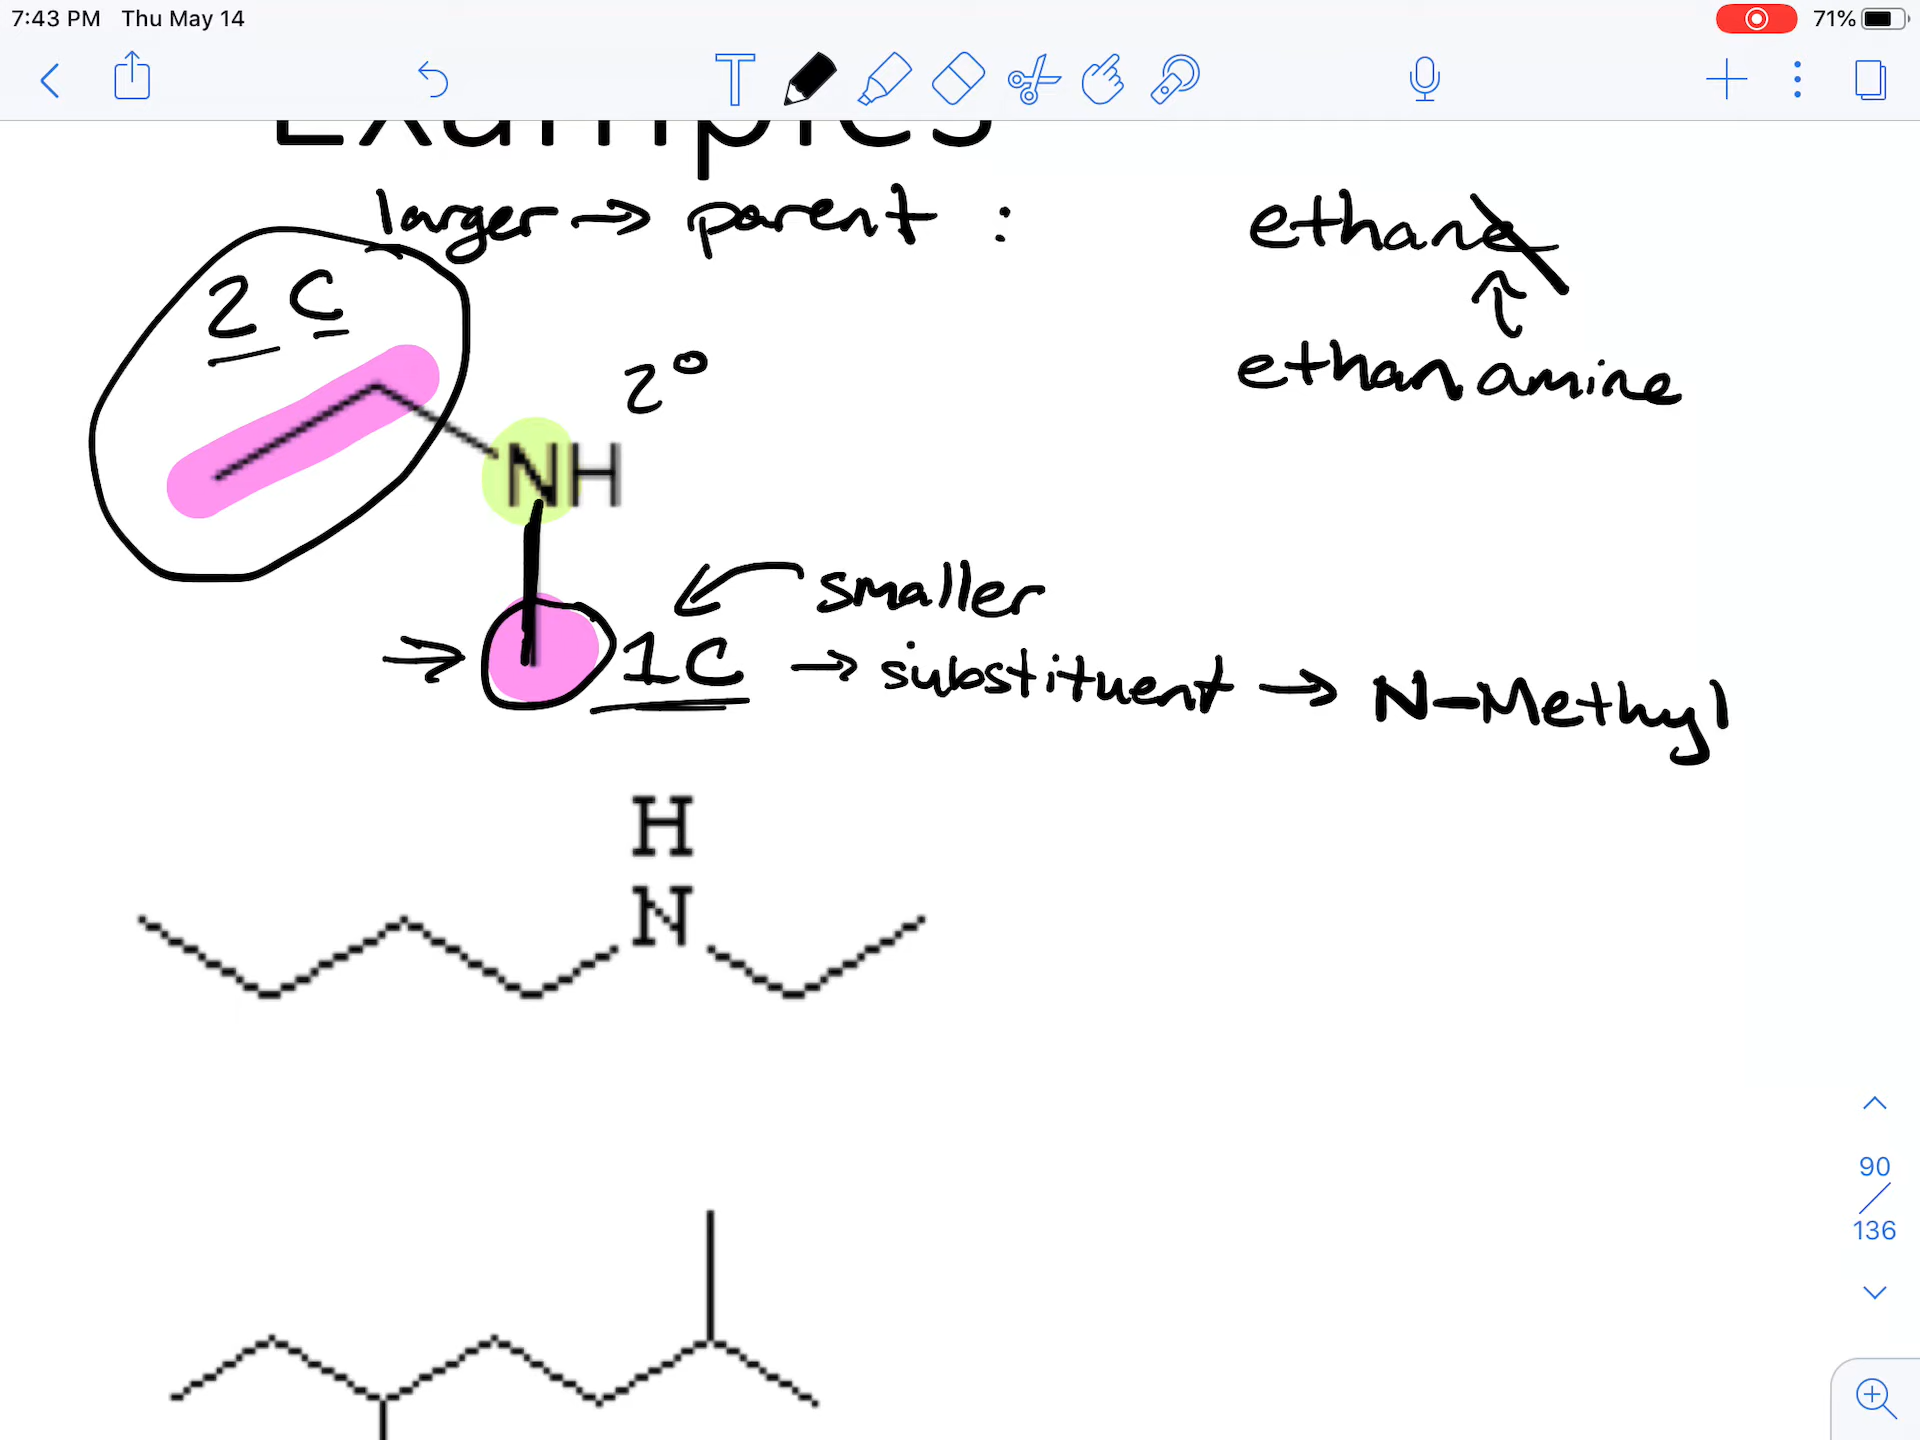 7:43 PM Thu May 14
71%
Examples
larger → parent : ethane
2 C
ethanamine
2°
NH
smaller
1C → substituent → N-Methyl
H
N
90
136